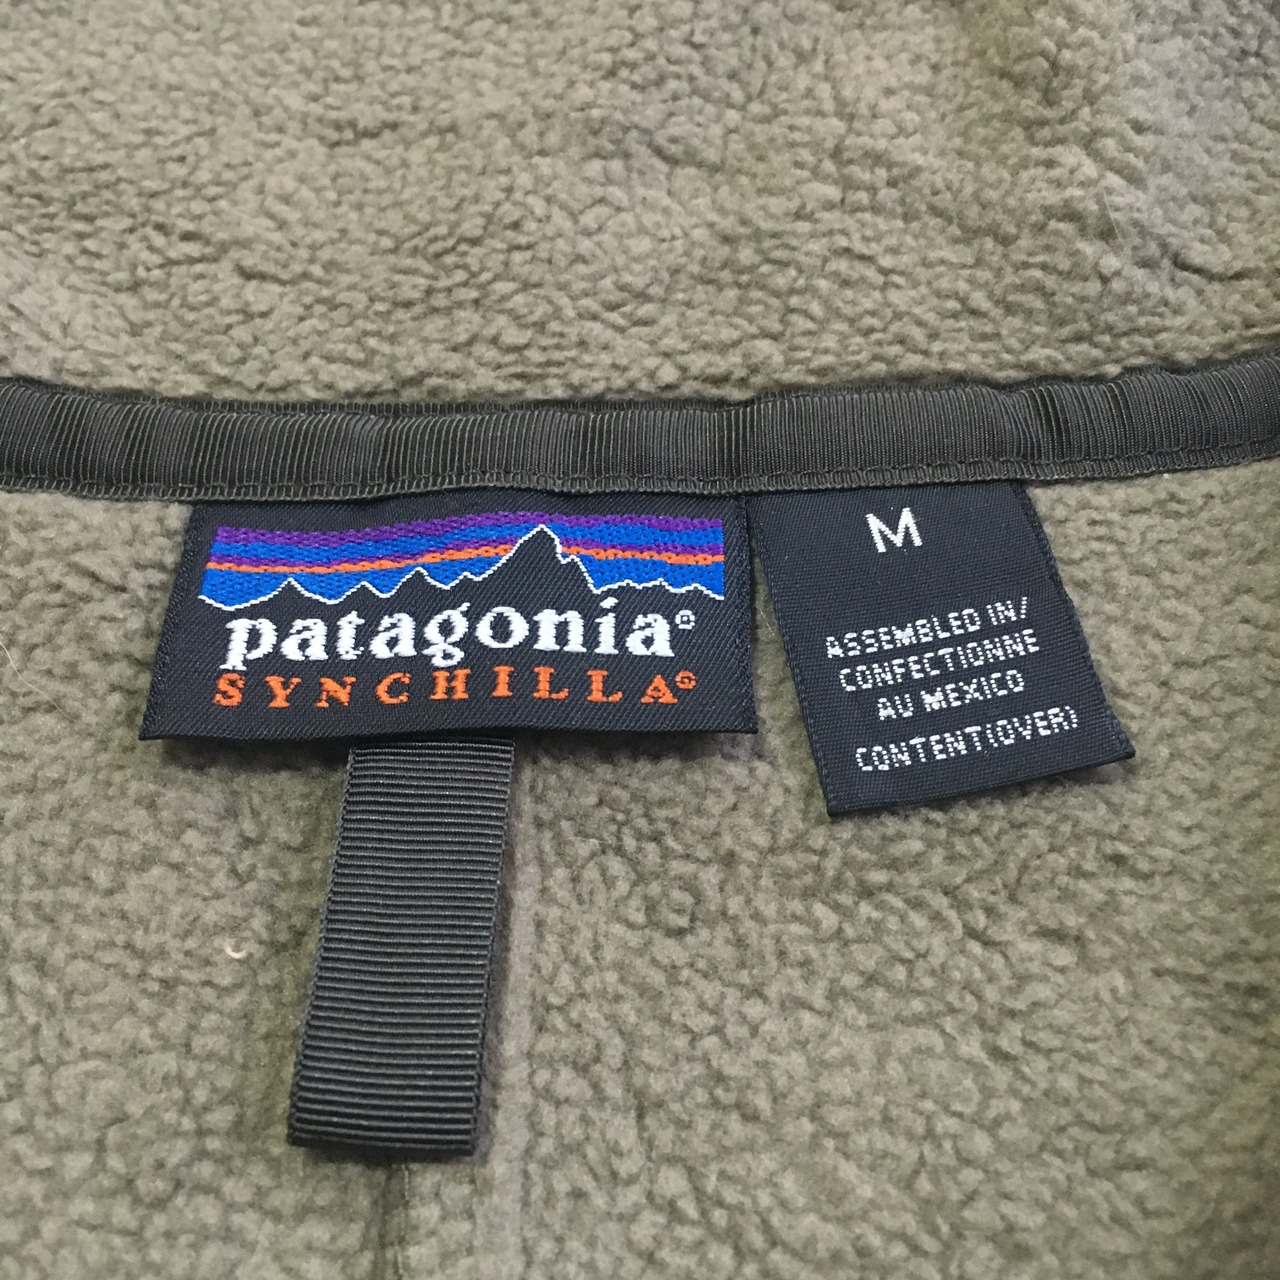 patagonia®
SYNCHILLA®
M
ASSEMBLED IN/
CONFECTIONNE
AU MEXICO
CONTENT(OVER)